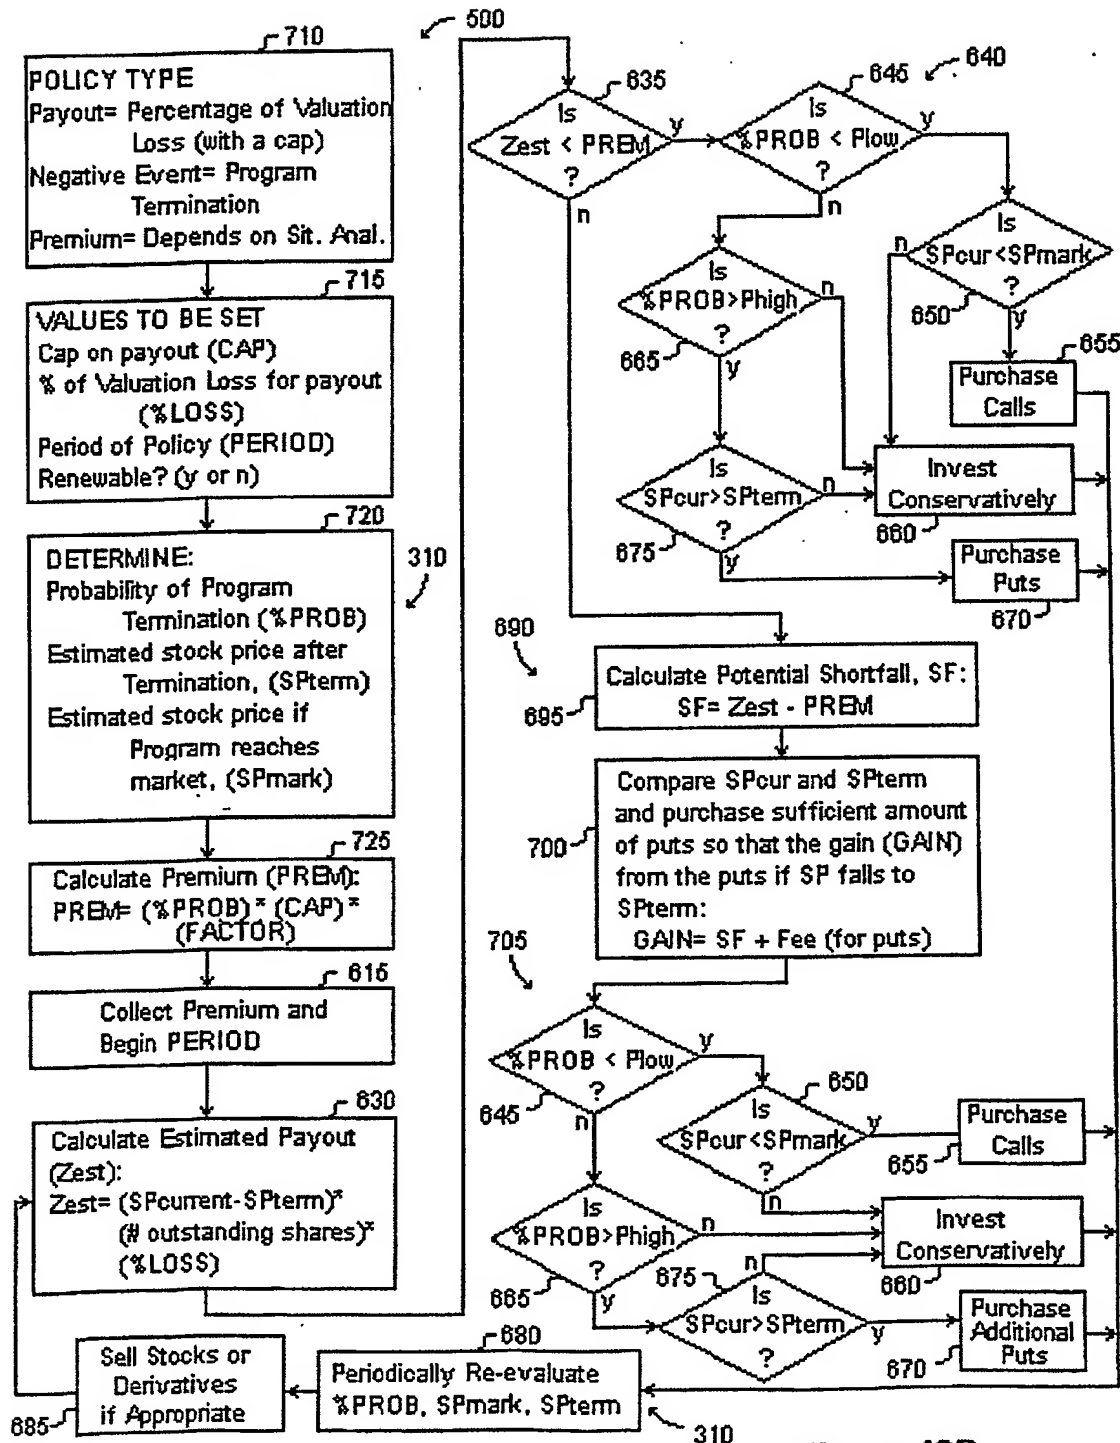 500
710
POLICY TYPE
Payout= Percentage of Valuation
Loss (with a cap)
Negative Event= Program
Termination
Premium= Depends on Sit. Anal.
715
VALUES TO BE SET
Cap on payout (CAP)
% of Valuation Loss for payout
(%LOSS)
Period of Policy (PERIOD)
Renewable? (y or n)
720
DETERMINE:
Probability of Program
Termination (%PROB)
Estimated stock price after
Termination, (SPterm)
Estimated stock price if
Program reaches
market, (SPmark)
310
725
Calculate Premium (PREM):
PREM= (%PROB)* (CAP)*
(FACTOR)
615
Collect Premium and
Begin PERIOD
630
Calculate Estimated Payout
(Zest):
Zest= (SPcurrent-SPterm)*
(# outstanding shares)*
(%LOSS)
635
Is
Zest < PREM
?
y
n
645
640
Is
%PROB < Plow
?
y
n
Is
SPcur<SPmark
?
n
650
y
655
Purchase
Calls
Is
%PROB>Phigh
?
n
665
y
Is
SPcur>SPterm
?
n
675
y
Invest
Conservatively
660
Purchase
Puts
670
690
Calculate Potential Shortfall, SF:
SF= Zest - PREM
695
Compare SPcur and SPterm
and purchase sufficient amount
of puts so that the gain (GAIN)
from the puts if SP falls to
SPterm:
GAIN= SF + Fee (for puts)
700
705
Is
%PROB < Plow
?
y
645
n
650
Is
SPcur<SPmark
?
y
n
Purchase
Calls
655
Is
%PROB>Phigh
?
n
665
y
Invest
Conservatively
660
675
n
Is
SPcur>SPterm
?
y
Purchase
Additional
Puts
670
680
Periodically Re-evaluate
%PROB, SPmark, SPterm
310
Sell Stocks or
Derivatives
if Appropriate
685